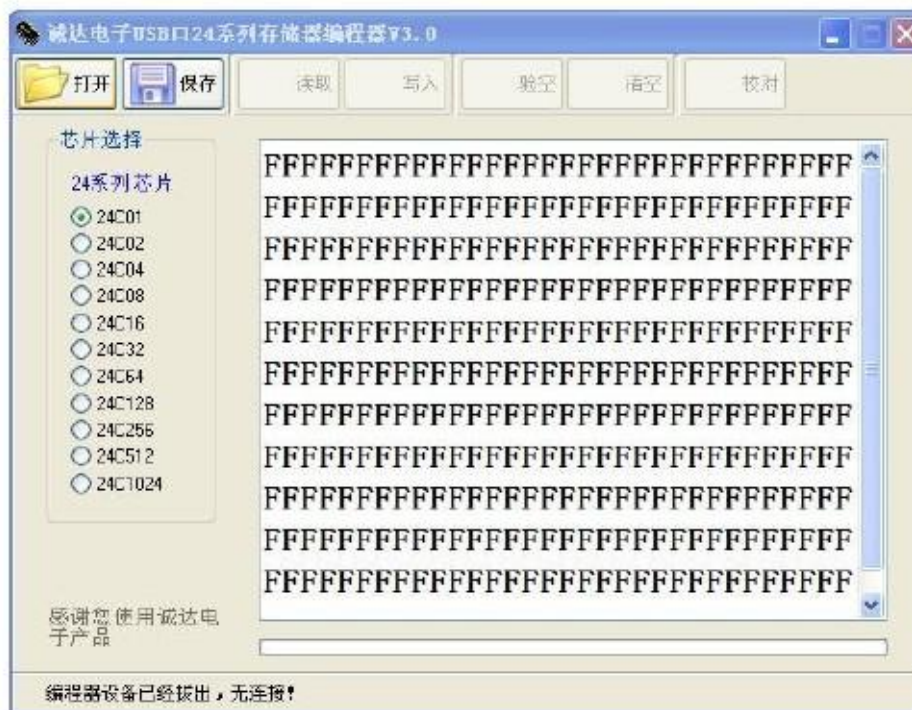 诚达电子USB口24系列存储器编程器V3.0
打开 保存 读取 写入 验空 清空 校对
芯片选择
24系列芯片
24C01
24C02
24C04
24C08
24C16
24C32
24C64
24C128
24C256
24C512
24C1024
FFFFFFFFFFFFFFFFFFFFFFFFFFFFFFFF
FFFFFFFFFFFFFFFFFFFFFFFFFFFFFFFF
FFFFFFFFFFFFFFFFFFFFFFFFFFFFFFFF
FFFFFFFFFFFFFFFFFFFFFFFFFFFFFFFF
FFFFFFFFFFFFFFFFFFFFFFFFFFFFFFFF
FFFFFFFFFFFFFFFFFFFFFFFFFFFFFFFF
FFFFFFFFFFFFFFFFFFFFFFFFFFFFFFFF
FFFFFFFFFFFFFFFFFFFFFFFFFFFFFFFF
FFFFFFFFFFFFFFFFFFFFFFFFFFFFFFFF
FFFFFFFFFFFFFFFFFFFFFFFFFFFFFFFF
FFFFFFFFFFFFFFFFFFFFFFFFFFFFFFFF
感谢您使用诚达电
子产品
编程器设备已经拔出，无连接!